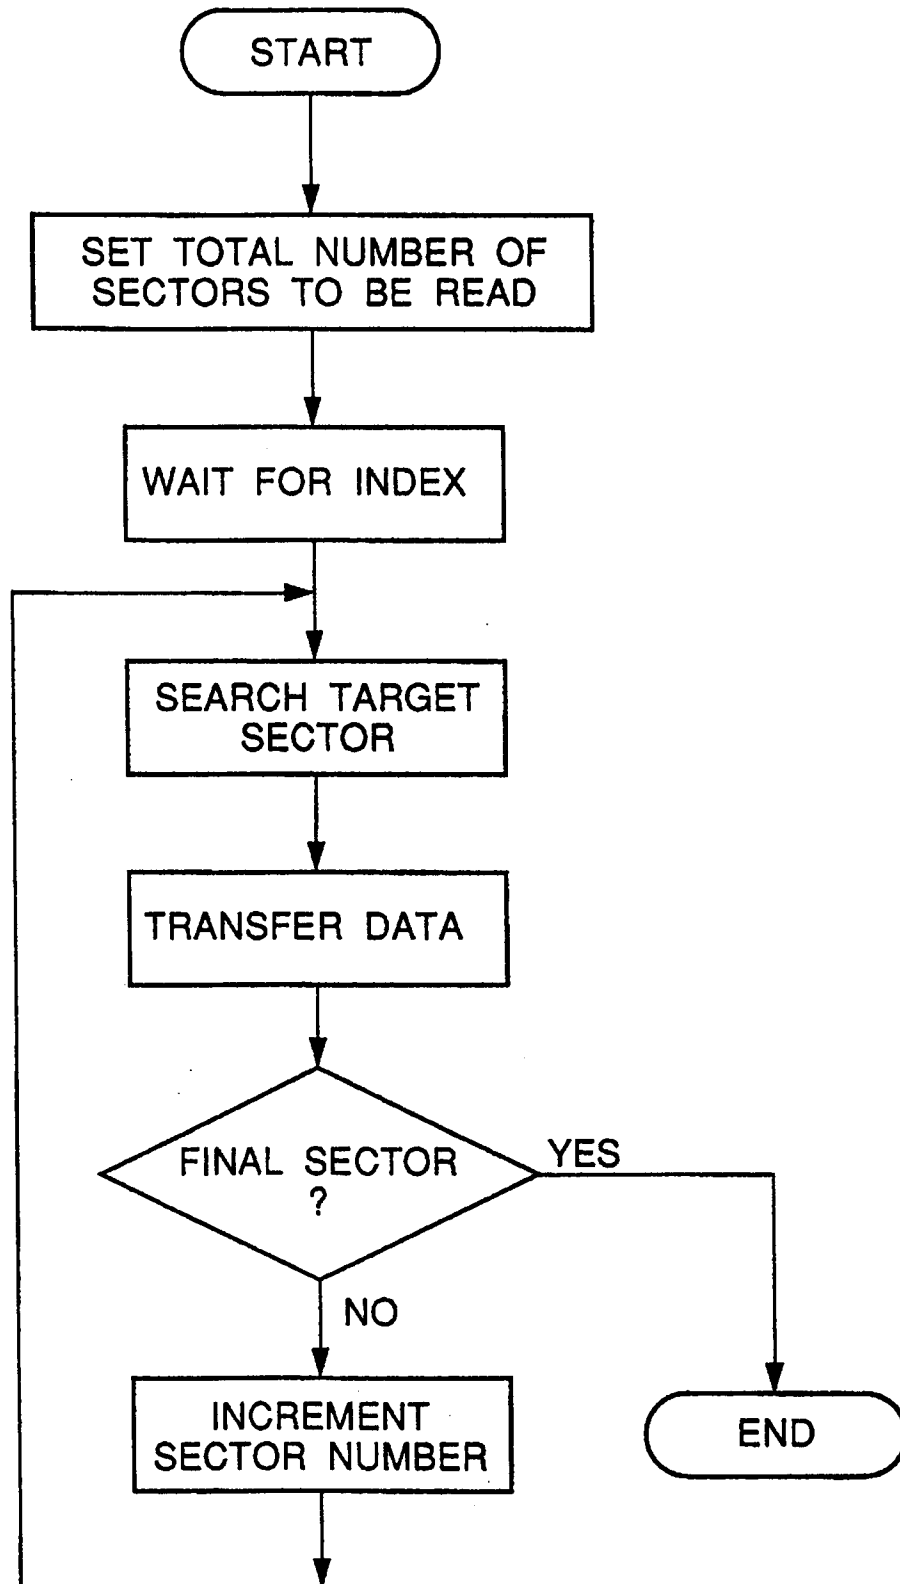 START
SET TOTAL NUMBER OF
SECTORS TO BE READ
WAIT FOR INDEX
SEARCH TARGET
SECTOR
TRANSFER DATA
FINAL SECTOR
?
YES
NO
INCREMENT
SECTOR NUMBER
END